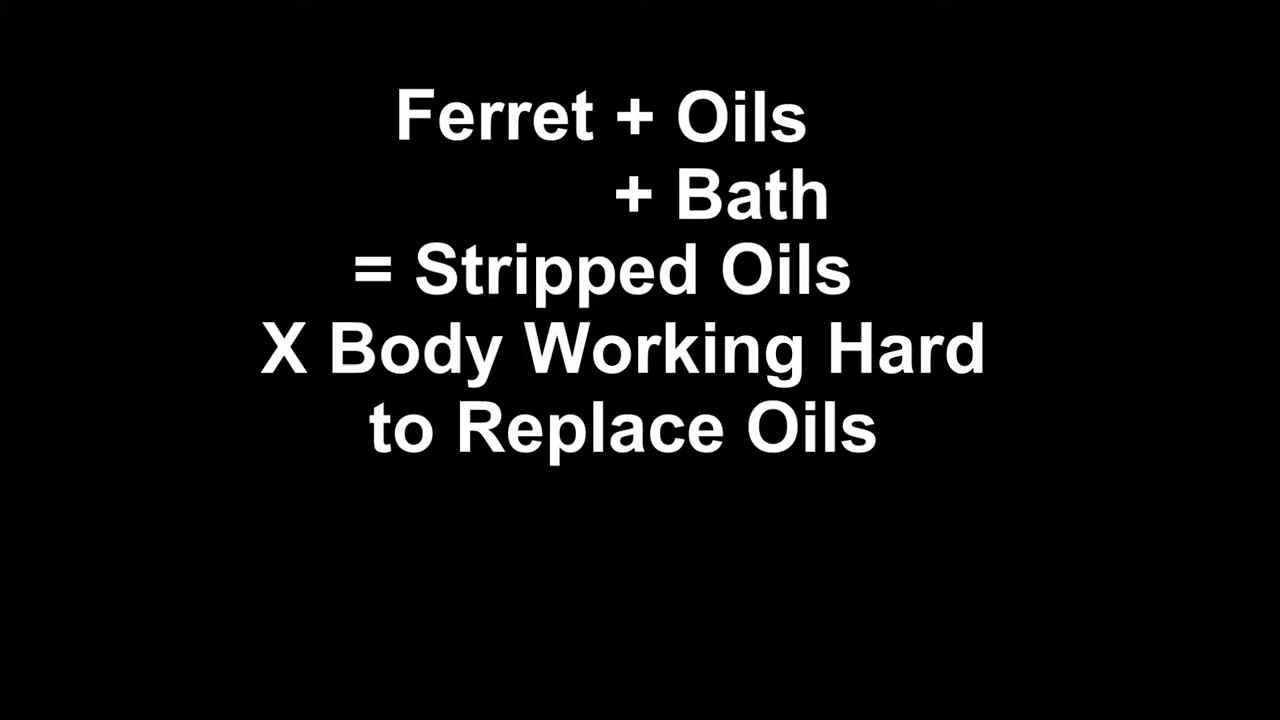 Ferret + Oils
+ Bath
= Stripped Oils
X Body Working Hard
to Replace Oils